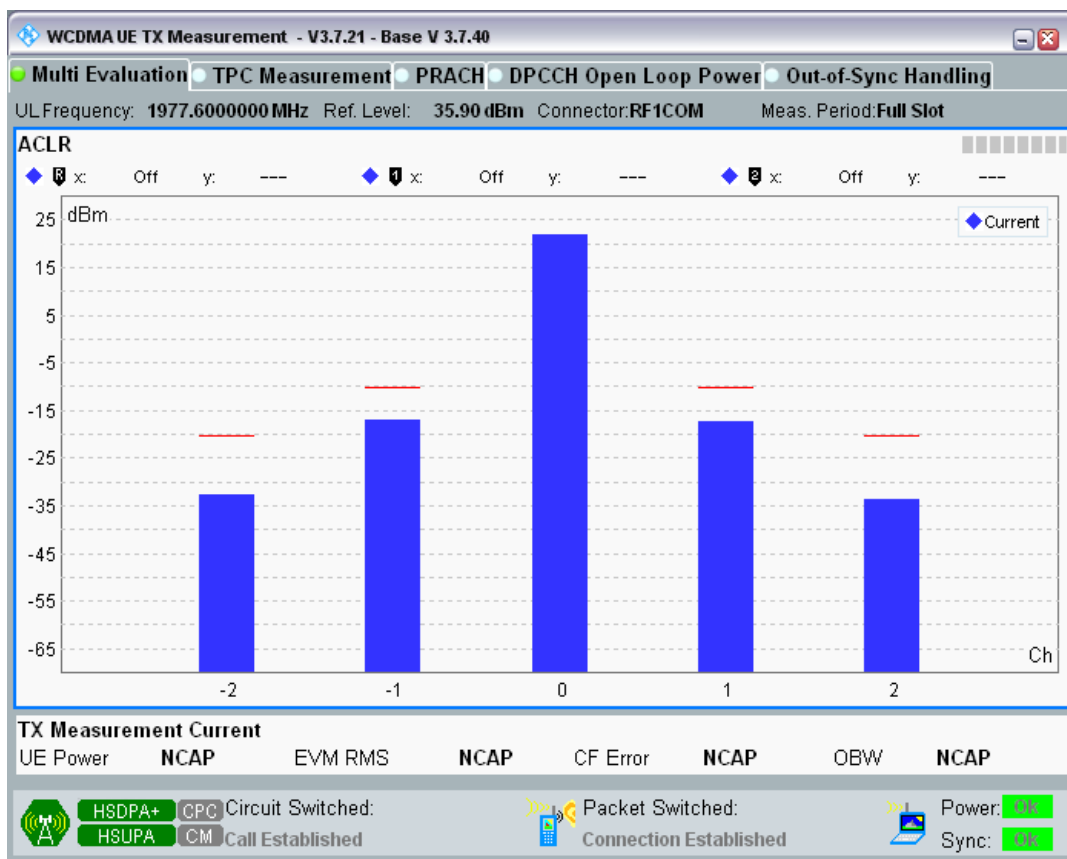 WCDMA UE TX Measurement - V3.7.21 - Base V 3.7.40
Multi Evaluation TPC Measurement PRACH DPCCH Open Loop Power Out-of-Sync Handling
UL Frequency: 1977.6000000 MHz Ref. Level: 35.90 dBm Connector:RF1COM Meas. Period:Full Slot
ACLR
R x: Off y: --- 1 x: Off y: --- 2 x: Off y: ---
dBm
Current
25
15
5
-5
-15
-25
-35
-45
-55
-65
Ch
-2 -1 0 1 2
TX Measurement Current
UE Power NCAP EVM RMS NCAP CF Error NCAP OBW NCAP
HSDPA+ CPC Circuit Switched: Packet Switched: Power: Ok
HSUPA CM Call Established Connection Established Sync: Ok